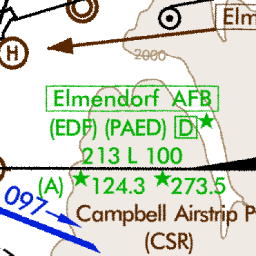 Elm
H
2000
Elmendorf AFB
(EDF) (PAED) D ★
213 L 100
(A) ★124.3 ★273.5
097
Campbell Airstrip P
(CSR)